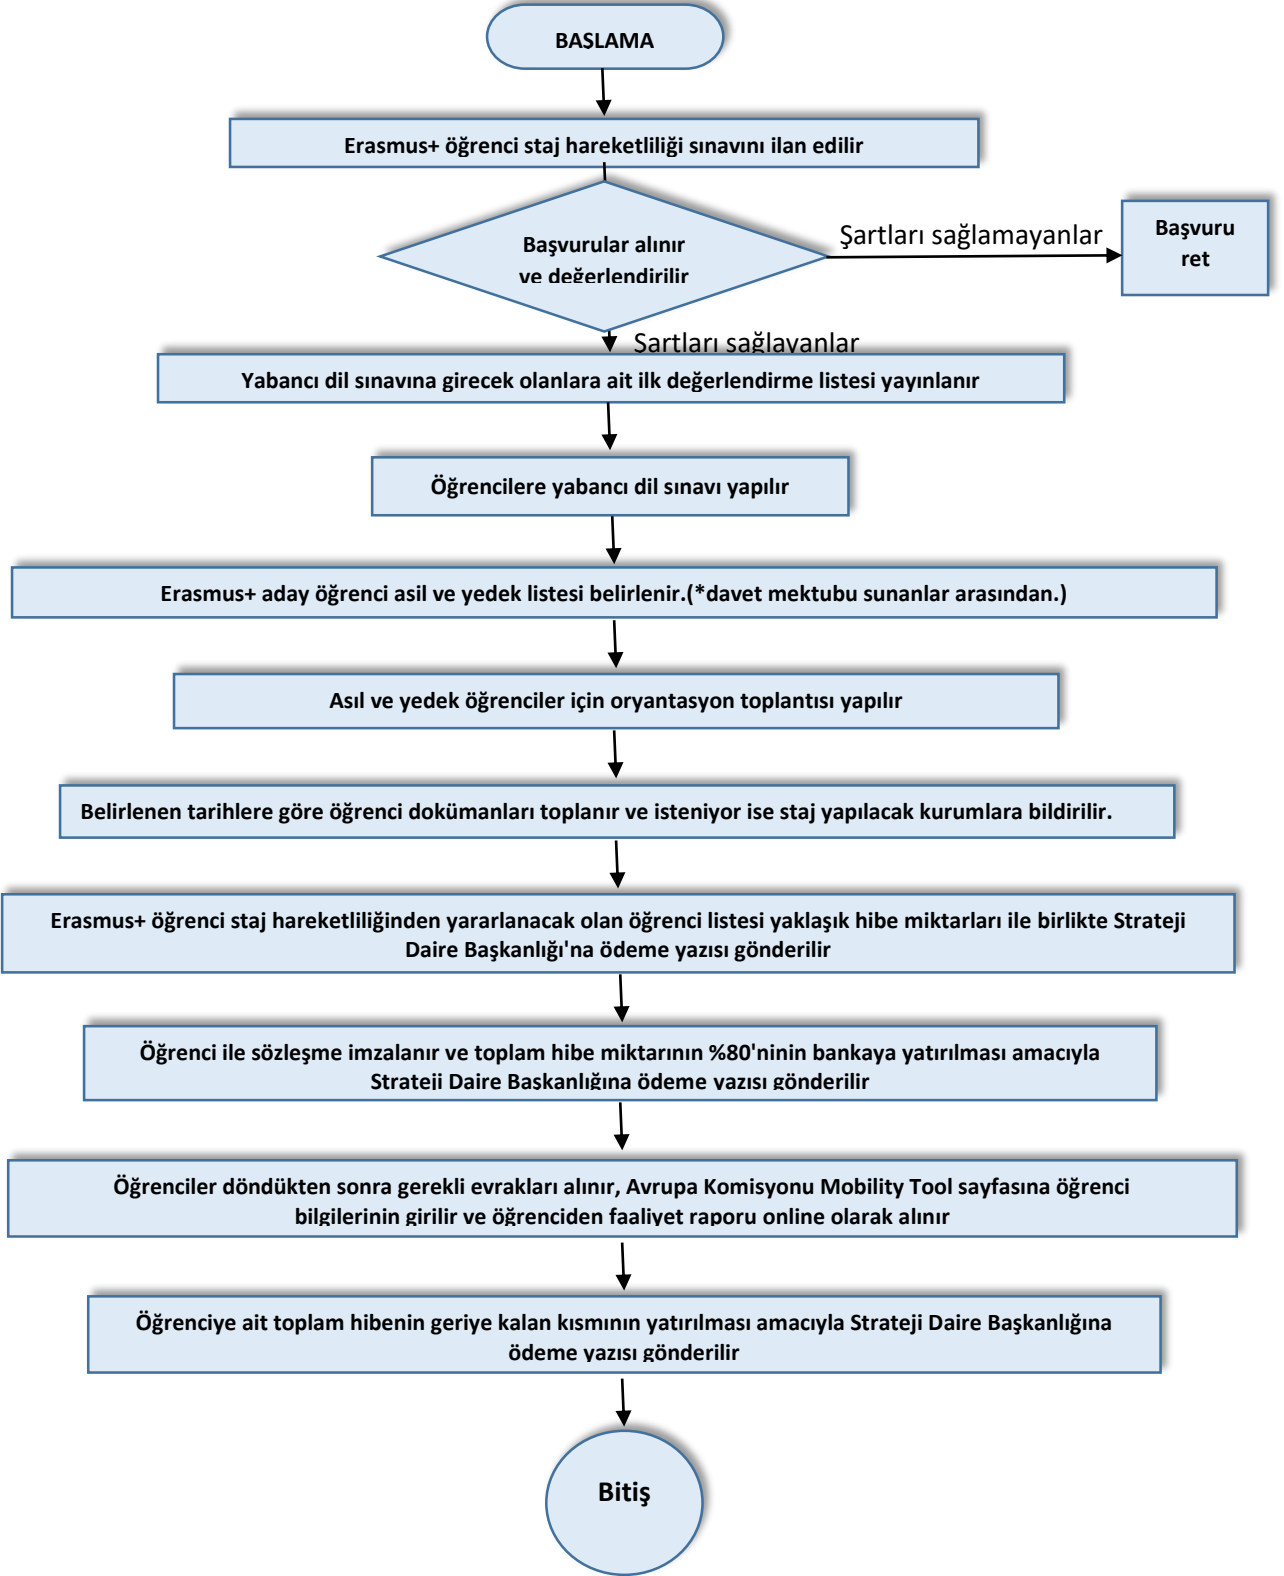 BAŞLAMA
Erasmus+ öğrenci staj hareketliliği sınavını ilan edilir
Başvurular alınır
ve değerlendirilir
Şartları sağlamayanlar
Başvuru
ret
Şartları sağlayanlar
Yabancı dil sınavına girecek olanlara ait ilk değerlendirme listesi yayınlanır
Öğrencilere yabancı dil sınavı yapılır
Erasmus+ aday öğrenci asil ve yedek listesi belirlenir.(*davet mektubu sunanlar arasından.)
Asıl ve yedek öğrenciler için oryantasyon toplantısı yapılır
Belirlenen tarihlere göre öğrenci dokümanları toplanır ve isteniyor ise staj yapılacak kurumlara bildirilir.
Erasmus+ öğrenci staj hareketliliğinden yararlanacak olan öğrenci listesi yaklaşık hibe miktarları ile birlikte Strateji
Daire Başkanlığı'na ödeme yazısı gönderilir
Öğrenci ile sözleşme imzalanır ve toplam hibe miktarının %80'ninin bankaya yatırılması amacıyla
Strateji Daire Başkanlığına ödeme yazısı gönderilir
Öğrenciler döndükten sonra gerekli evrakları alınır, Avrupa Komisyonu Mobility Tool sayfasına öğrenci
bilgilerinin girilir ve öğrenciden faaliyet raporu online olarak alınır
Öğrenciye ait toplam hibenin geriye kalan kısmının yatırılması amacıyla Strateji Daire Başkanlığına
ödeme yazısı gönderilir
Bitiş